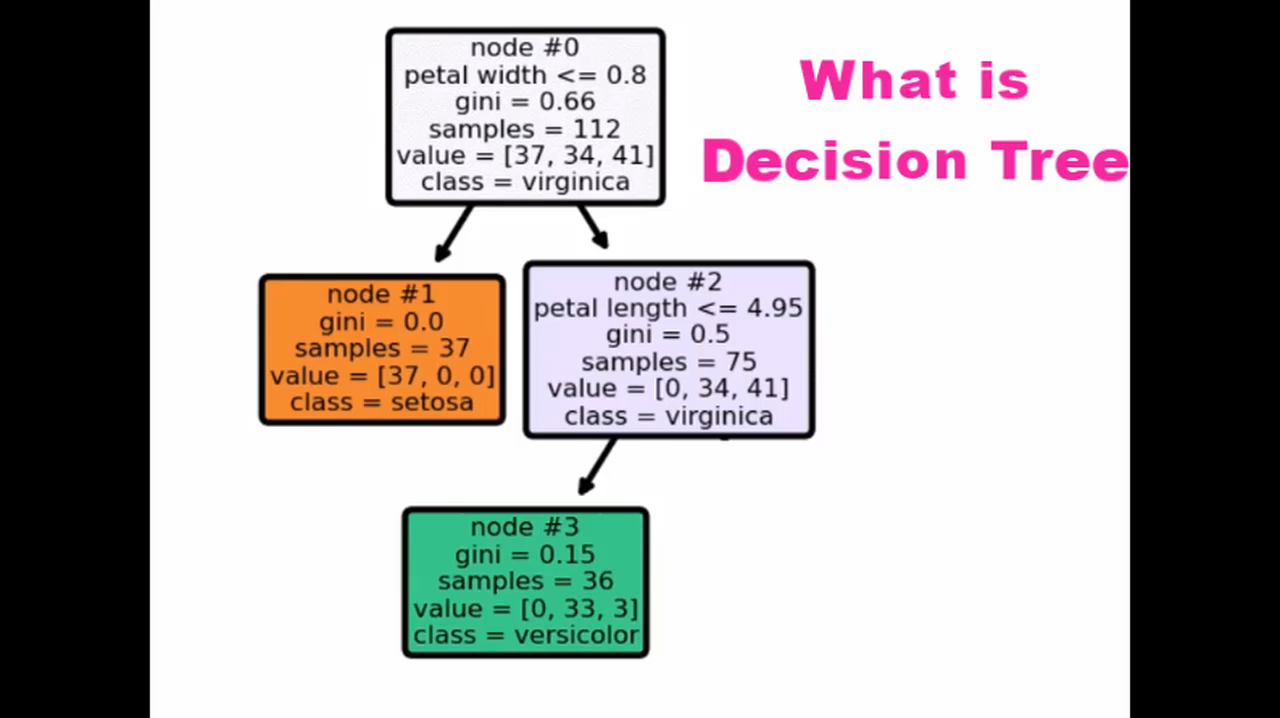 What is
Decision Tree
node #0
petal width <= 0.8
gini = 0.66
samples = 112
value = [37, 34, 41]
class = virginica
node #1
gini = 0.0
samples = 37
value = [37, 0, 0]
class = setosa
node #2
petal length <= 4.95
gini = 0.5
samples = 75
value = [0, 34, 41]
class = virginica
node #3
gini = 0.15
samples = 36
value = [0, 33, 3]
class = versicolor